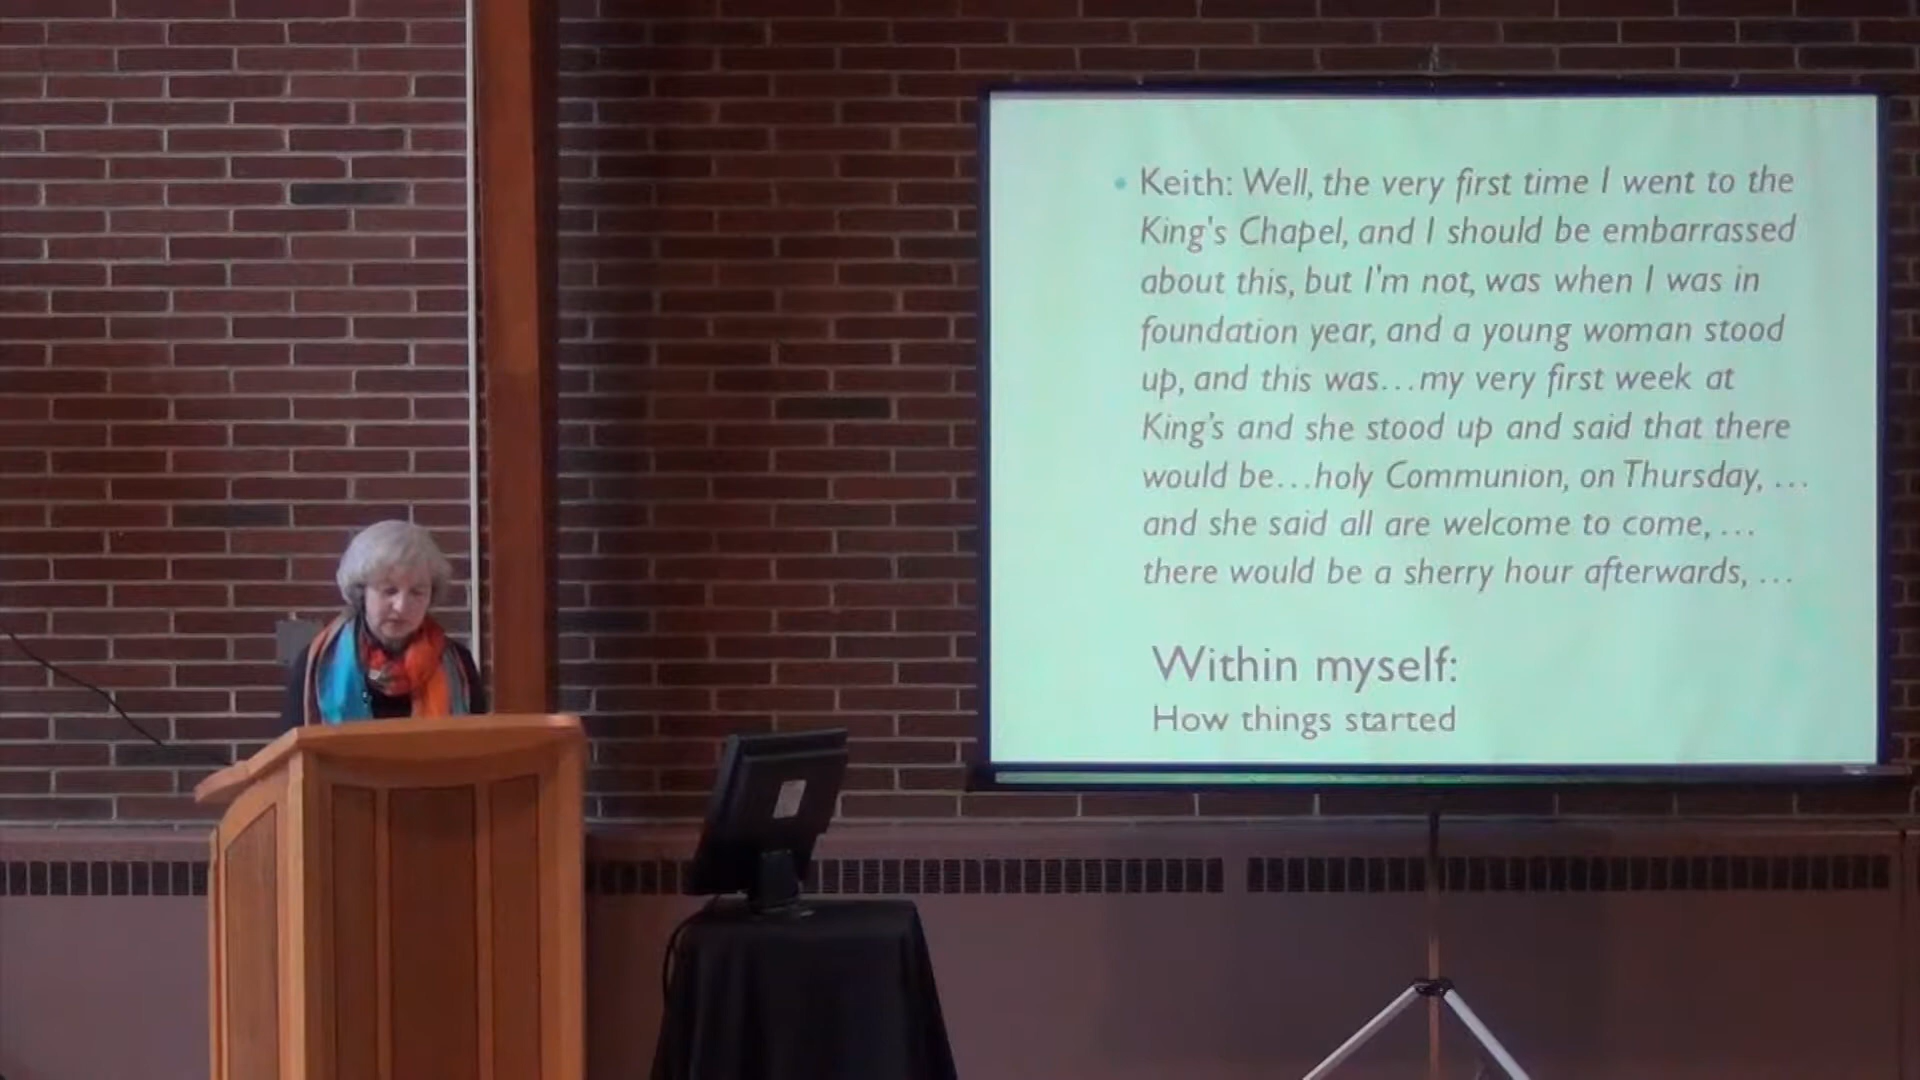 • Keith: Well, the very first time I went to the
King's Chapel, and I should be embarrassed
about this, but I'm not, was when I was in
foundation year, and a young woman stood
up, and this was...my very first week at
King's and she stood up and said that there
would be...holy Communion, on Thursday, ...
and she said all are welcome to come, ...
there would be a sherry hour afterwards, ...
Within myself:
How things started